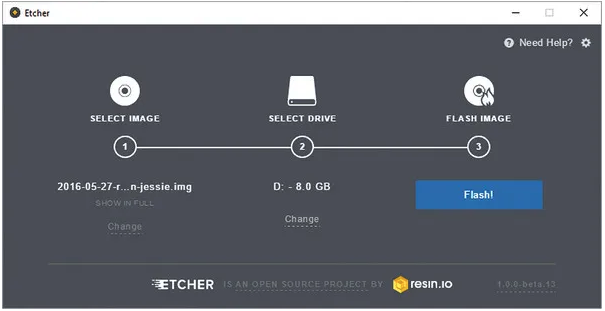 Etcher
Need Help?
SELECT IMAGE
SELECT DRIVE
FLASH IMAGE
1
2
3
2016-05-27-r...n-jessie.img
D: - 8.0 GB
Flash!
SHOW IN FULL
Change
Change
ETCHER IS AN OPEN SOURCE PROJECT BY resin.io
1.0.0-beta.13